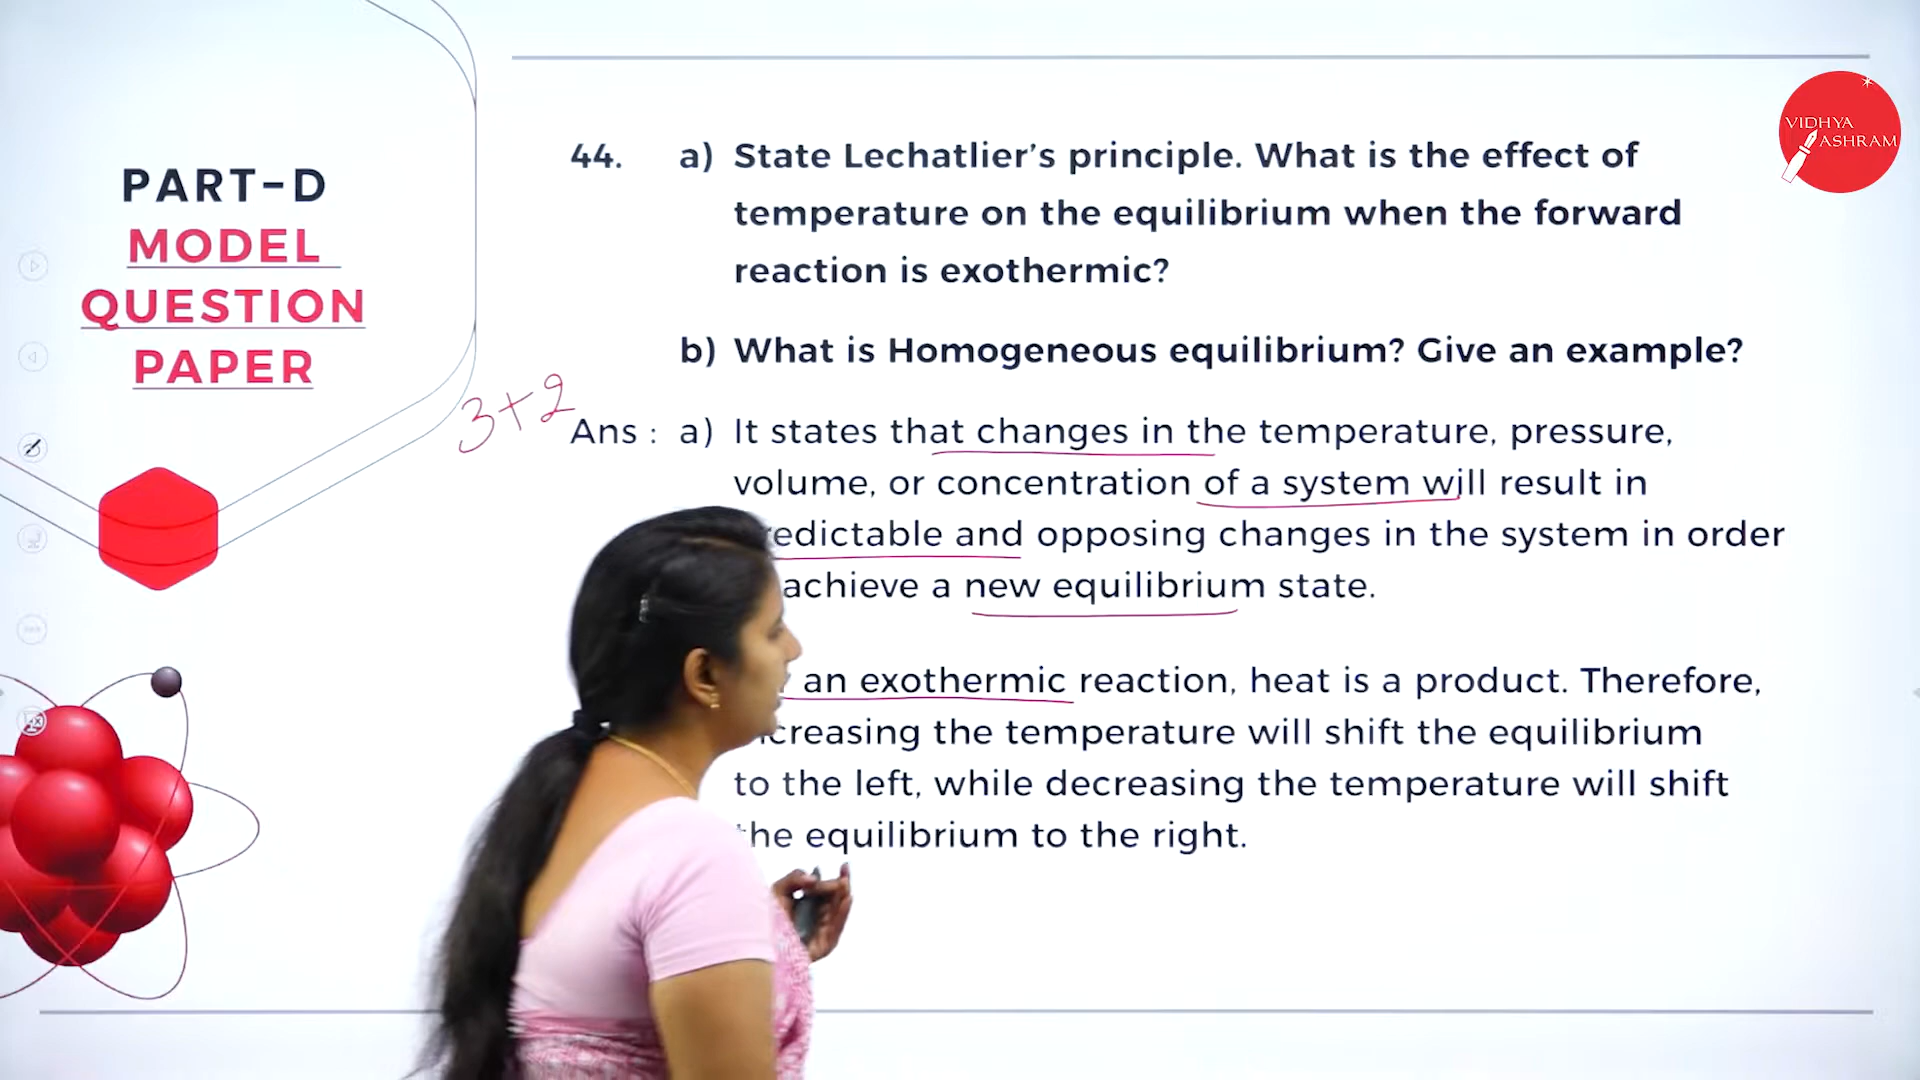 PART-D
MODEL
QUESTION
PAPER
VIDHYA
ASHRAM
44. a) State Lechatlier's principle. What is the effect of
temperature on the equilibrium when the forward
reaction is exothermic?
b) What is Homogeneous equilibrium? Give an example?
3+2
Ans : a) It states that changes in the temperature, pressure,
volume, or concentration of a system will result in
redictable and opposing changes in the system in order
achieve a new equilibrium state.
an exothermic reaction, heat is a product. Therefore,
creasing the temperature will shift the equilibrium
to the left, while decreasing the temperature will shift
the equilibrium to the right.